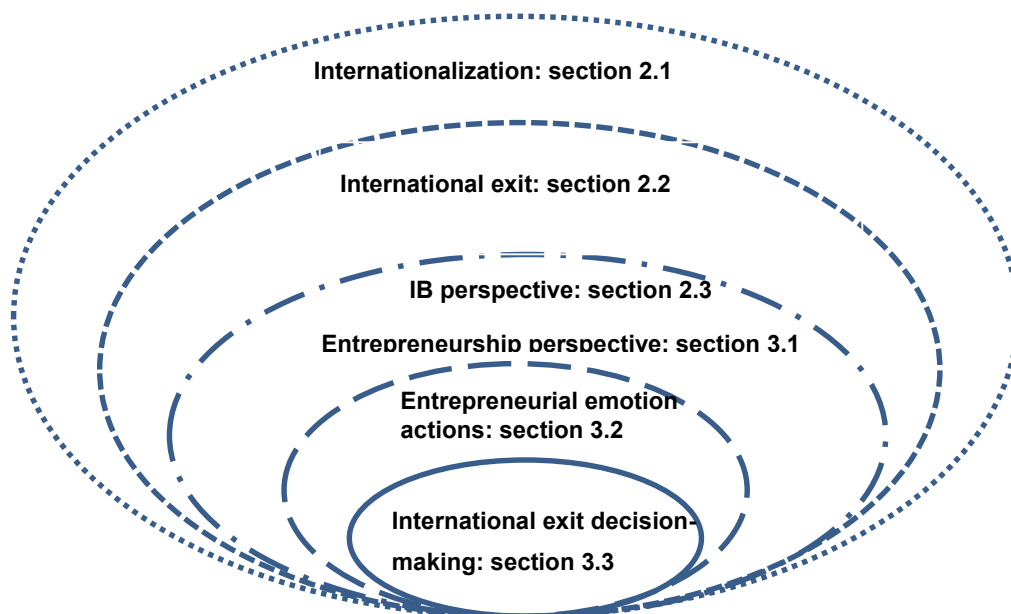 Internationalization: section 2.1
International exit: section 2.2
IB perspective: section 2.3
Entrepreneurship perspective: section 3.1
Entrepreneurial emotion
actions: section 3.2
International exit decision-
making: section 3.3